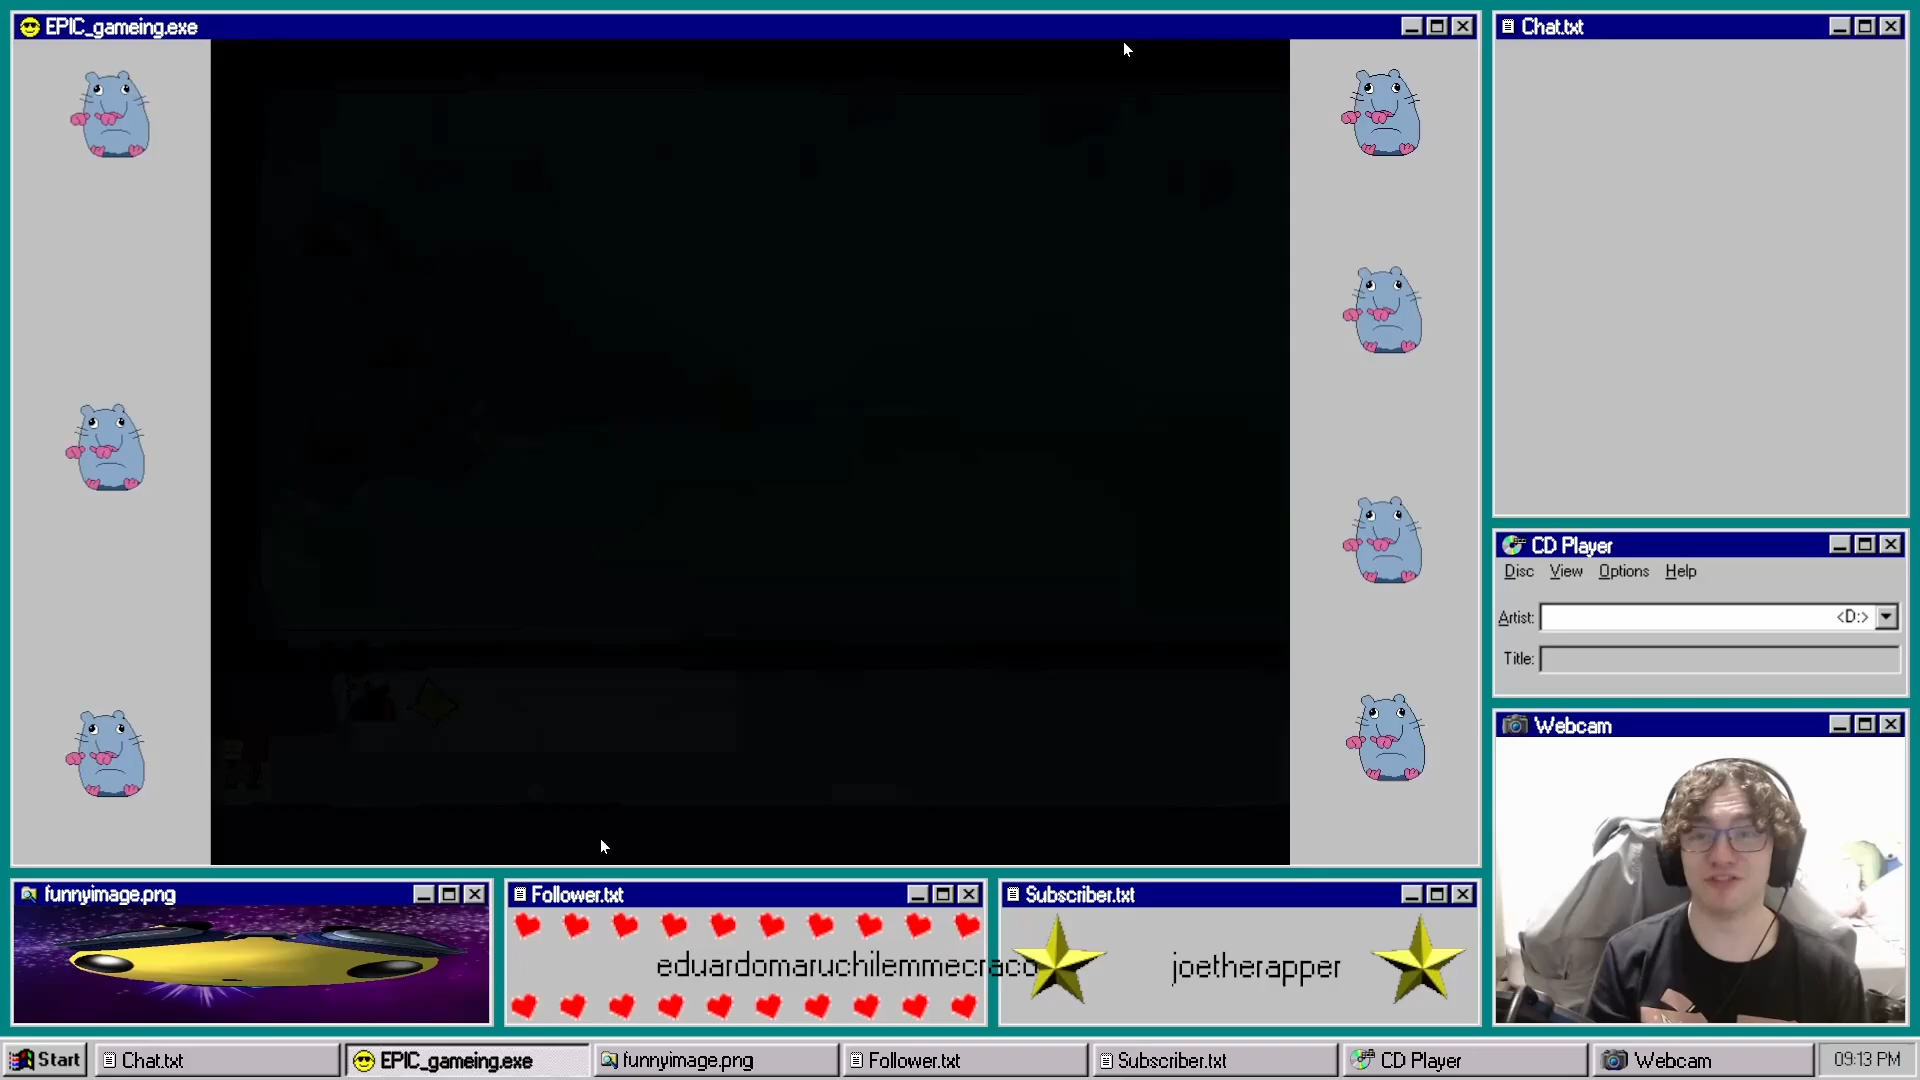 EPIC_gameing.exe
Chat.txt
CD Player
Disc View Options Help
Artist: <D:>
Title:
Webcam
funnyimage.png
Follower.txt
eduardomaruchilemmecraco
Subscriber.txt
joetherapper
Start
Chat.txt
EPIC_gameing.exe
funnyimage.png
Follower.txt
Subscriber.txt
CD Player
Webcam
09:13 PM